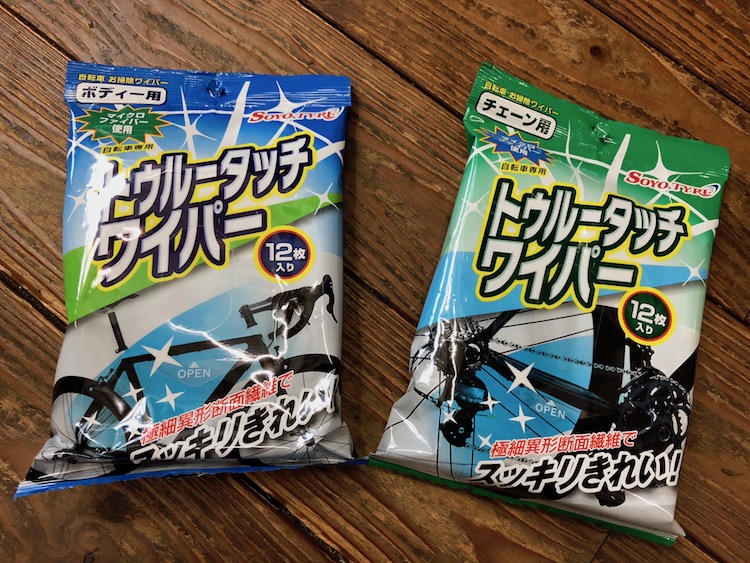 自転車 お掃除ワイパー
ボディー用
マイクロ
ファイバー
使用
自転車専用
SOYO-TYRE
トゥルータッチ
ワイパー
12枚
入り
OPEN
極細異形断面繊維で
スッキリきれい!
自転車 お掃除ワイパー
チェーン用
使用
自転車専用
SOYO-TYRE
トゥルータッチ
ワイパー
12枚
入り
OPEN
極細異形断面繊維で
スッキリきれい!